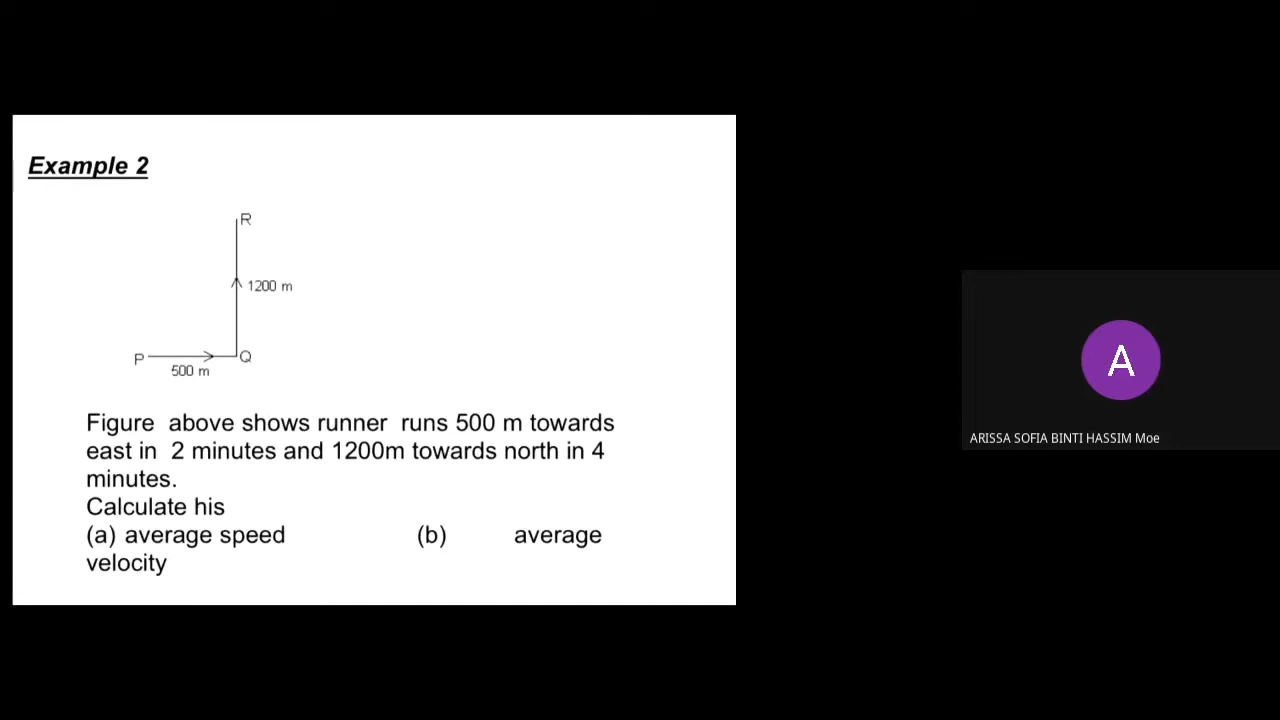 Example 2
R
1200 m
P
Q
500 m
Figure above shows runner runs 500 m towards
east in 2 minutes and 1200m towards north in 4
minutes.
Calculate his
(a) average speed (b) average
velocity
A
ARISSA SOFIA BINTI HASSIM Moe